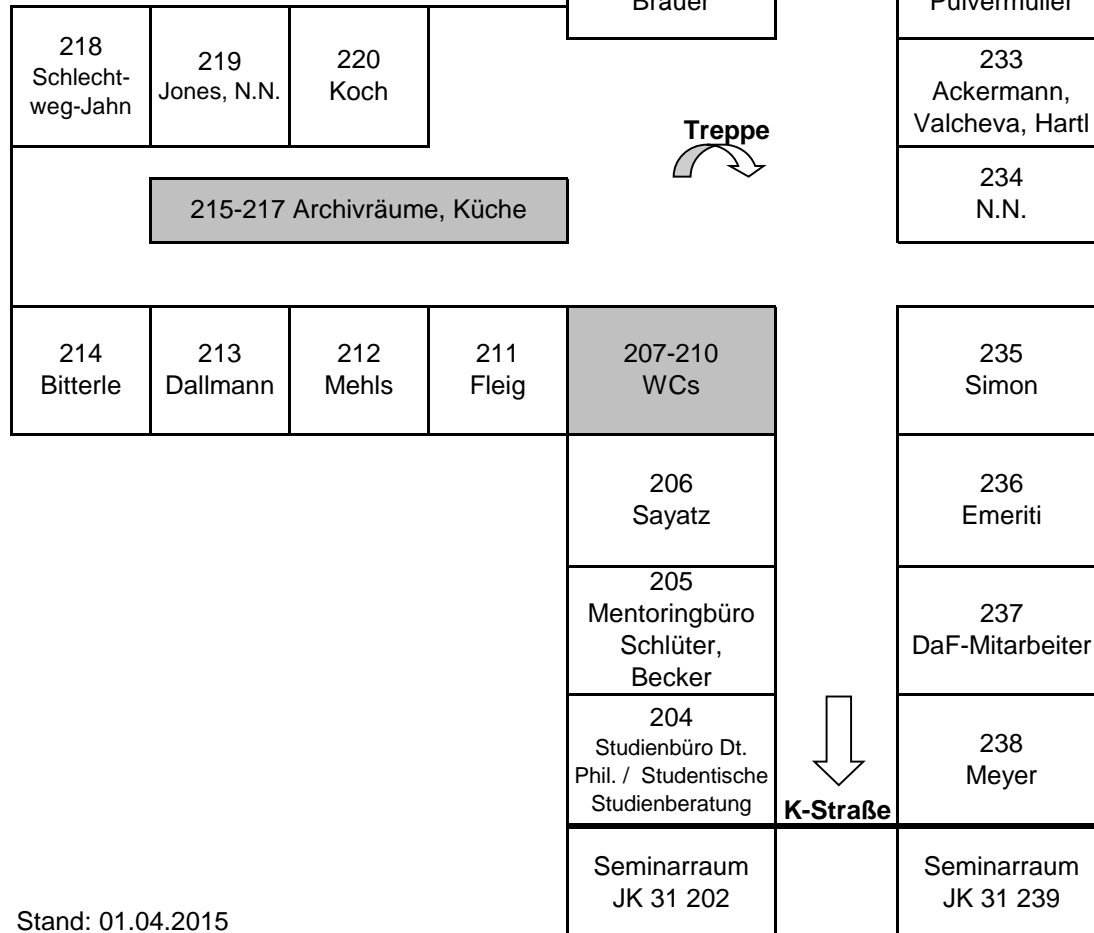 Brauer
Pulvermüller
218
Schlecht-
weg-Jahn
219
Jones, N.N.
220
Koch
233
Ackermann,
Valcheva, Hartl
Treppe
234
N.N.
215-217 Archivräume, Küche
214
Bitterle
213
Dallmann
212
Mehls
211
Fleig
207-210
WCs
235
Simon
206
Sayatz
236
Emeriti
205
Mentoringbüro
Schlüter,
Becker
237
DaF-Mitarbeiter
204
Studienbüro Dt.
Phil. / Studentische
Studienberatung
K-Straße
238
Meyer
Seminarraum
JK 31 202
Seminarraum
JK 31 239
Stand: 01.04.2015